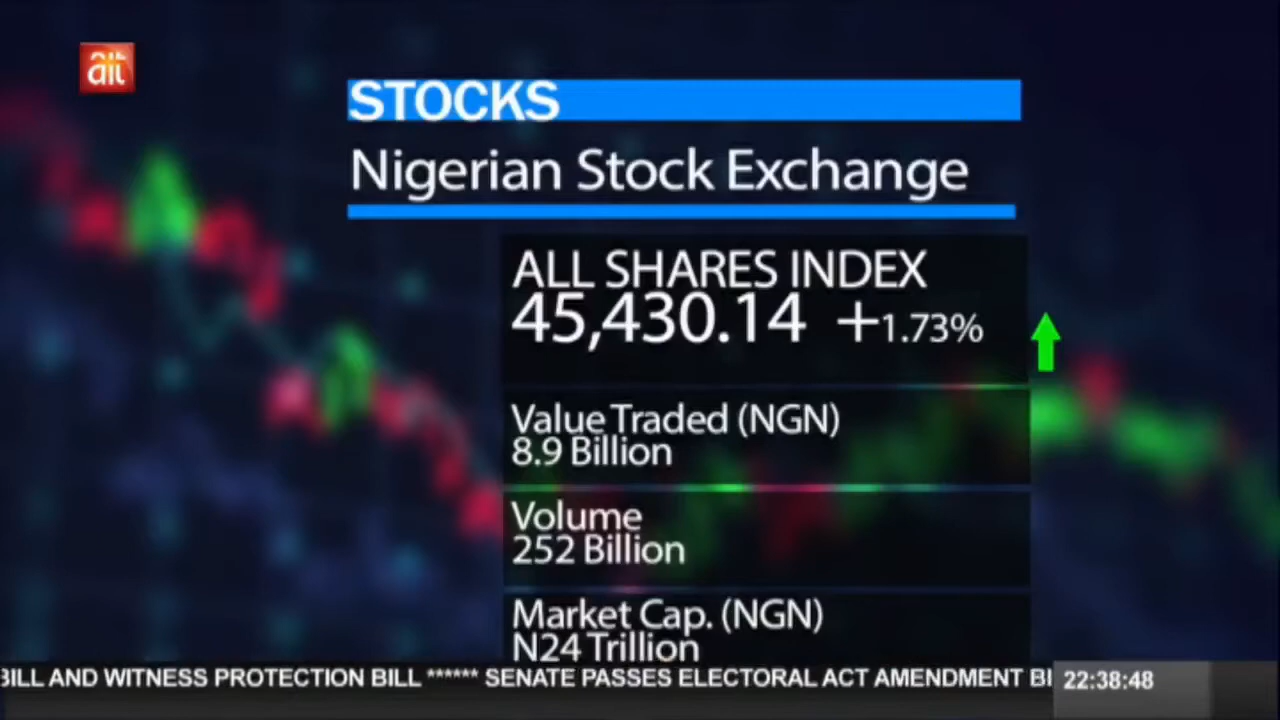 ait
STOCKS
Nigerian Stock Exchange
ALL SHARES INDEX
45,430.14 +1.73%
Value Traded (NGN)
8.9 Billion
Volume
252 Billion
Market Cap. (NGN)
N24 Trillion
BILL AND WITNESS PROTECTION BILL ****** SENATE PASSES ELECTORAL ACT AMENDMENT BI
22:38:48